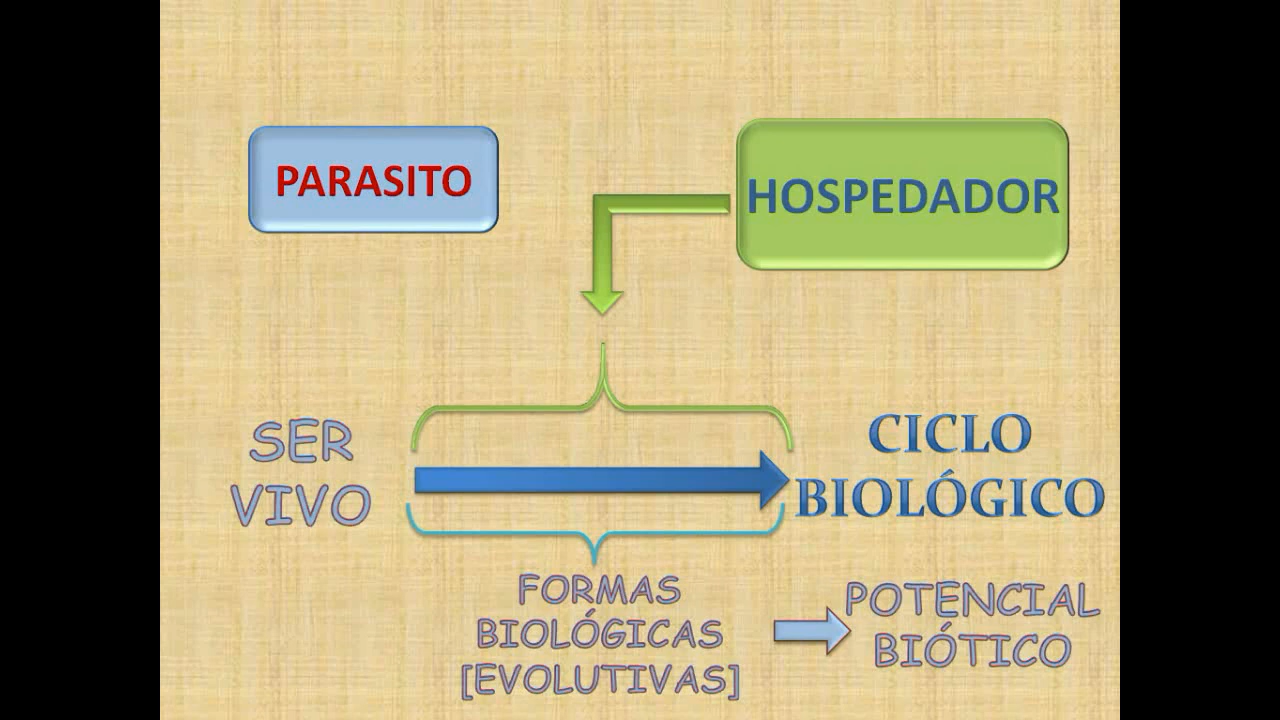 PARASITO
HOSPEDADOR
SER
VIVO
CICLO
BIOLÓGICO
FORMAS
BIOLÓGICAS
[EVOLUTIVAS]
POTENCIAL
BIÓTICO